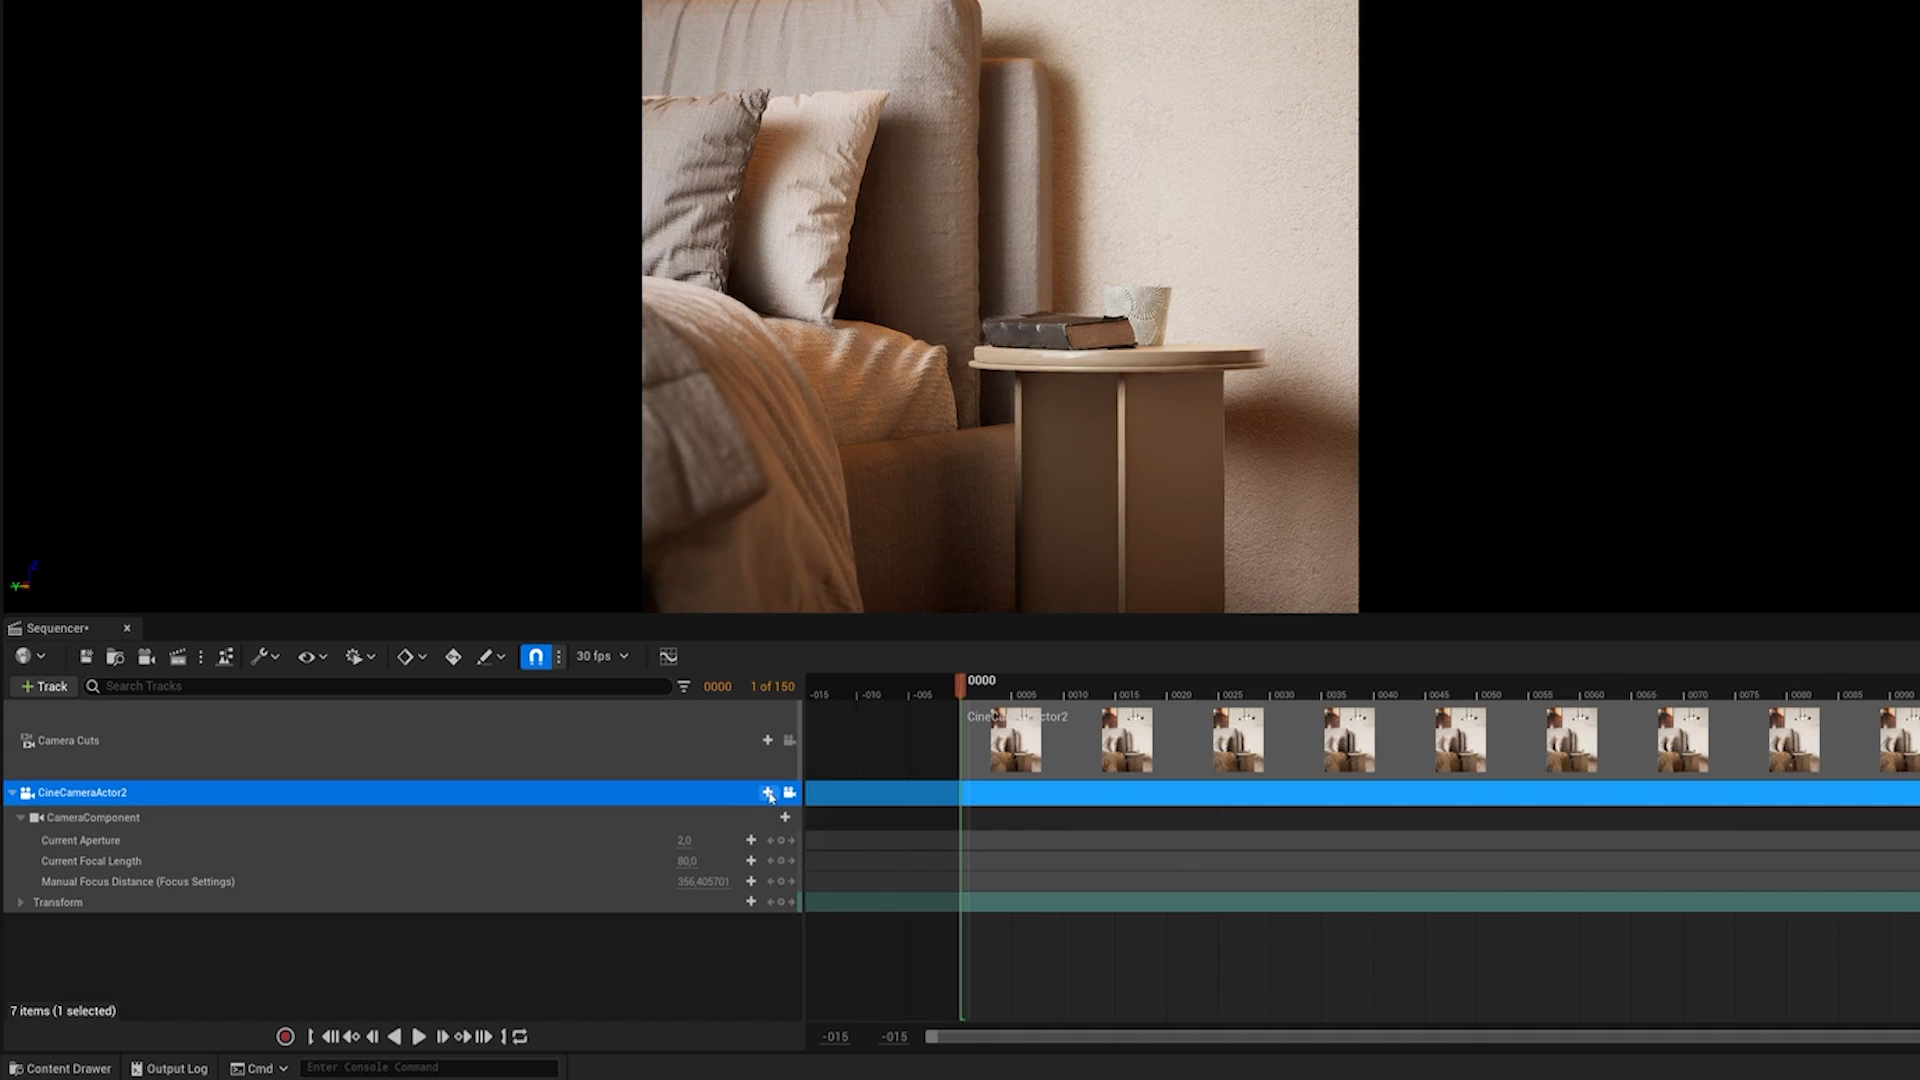 Z
Y
Sequencer*
30 fps
Track
Search Tracks
0000
1 of 150
0000
-015
-010
-005
0005
0010
0015
0020
0025
0030
0035
0040
0045
0050
0055
0060
0065
0070
0075
0080
0085
0090
Camera Cuts
CineCameraActor2
CineCameraActor2
CameraComponent
Current Aperture
2,0
Current Focal Length
80,0
Manual Focus Distance (Focus Settings)
356,405701
Transform
7 items (1 selected)
-015
-015
Content Drawer
Output Log
Cmd
Enter Console Command